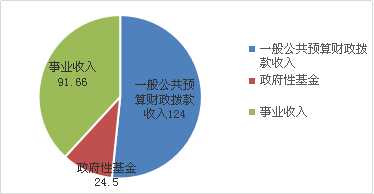 事业收入
91.66
一般公共预
算财政拨款
收入124
政府性基金
24.5
一般公共预算财政拨
款收入
政府性基金
事业收入